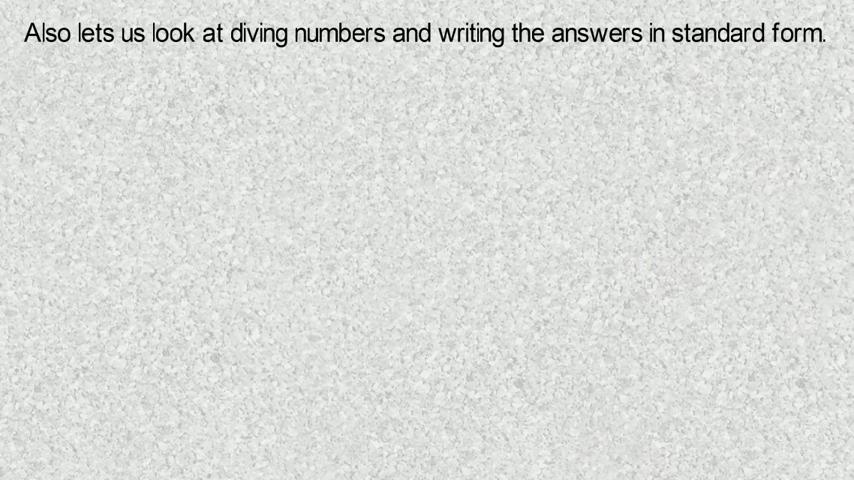 Also lets us look at diving numbers and writing the answers in standard form.